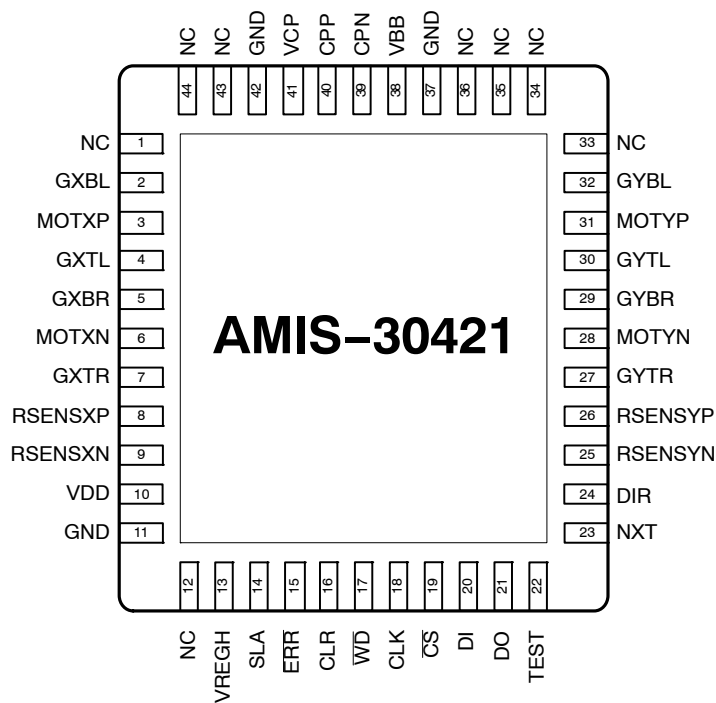 NC NC GND VCP CPP CPN VBB GND NC NC NC
44 43 42 41 40 39 38 37 36 35 34
NC 1 33 NC
GXBL 2 32 GYBL
MOTXP 3 31 MOTYP
GXTL 4 30 GYTL
GXBR 5 29 GYBR
MOTXN 6 28 MOTYN
AMIS–30421
GXTR 7 27 GYTR
RSENSXP 8 26 RSENSYP
RSENSXN 9 25 RSENSYN
VDD 10 24 DIR
GND 11 23 NXT
12 13 14 15 16 17 18 19 20 21 22
NC VREGH SLA ERR CLR WD CLK CS DI DO TEST